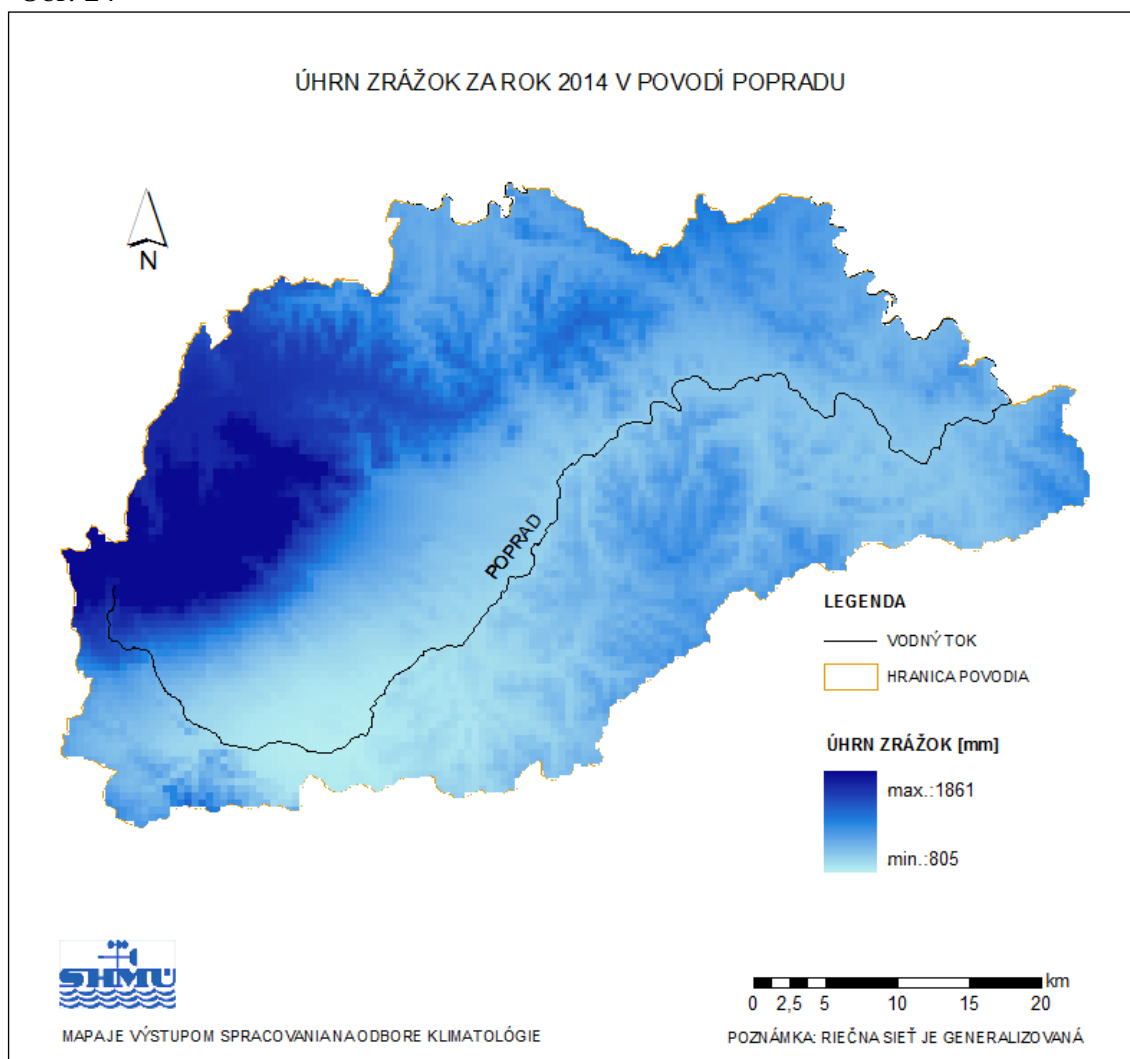 ÚHRN ZRÁŽOK ZA ROK 2014 V POVODÍ POPRADU
N
POPRAD
LEGENDA
VODNÝ TOK
HRANICA POVODIA
ÚHRN ZRÁŽOK [mm]
max.:1861
min.:805
SHMÚ
km
0 2,5 5 10 15 20
MAPA JE VÝSTUPOM SPRACOVANIA NA ODBORE KLIMATOLÓGIE
POZNÁMKA: RIEČNA SIEŤ JE GENERALIZOVANÁ